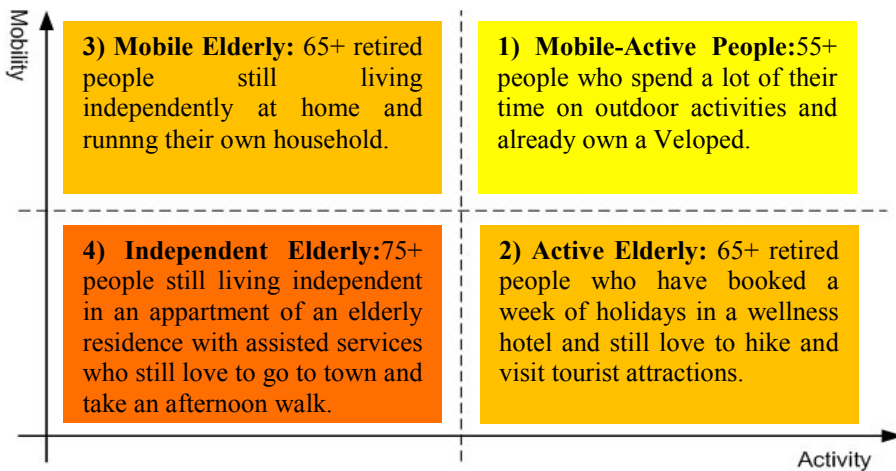 Mobility
3) Mobile Elderly: 65+ retired
people still living
independently at home and
runnng their own household.
1) Mobile-Active People:55+
people who spend a lot of their
time on outdoor activities and
already own a Veloped.
4) Independent Elderly:75+
people still living independent
in an appartment of an elderly
residence with assisted services
who still love to go to town and
take an afternoon walk.
2) Active Elderly: 65+ retired
people who have booked a
week of holidays in a wellness
hotel and still love to hike and
visit tourist attractions.
Activity